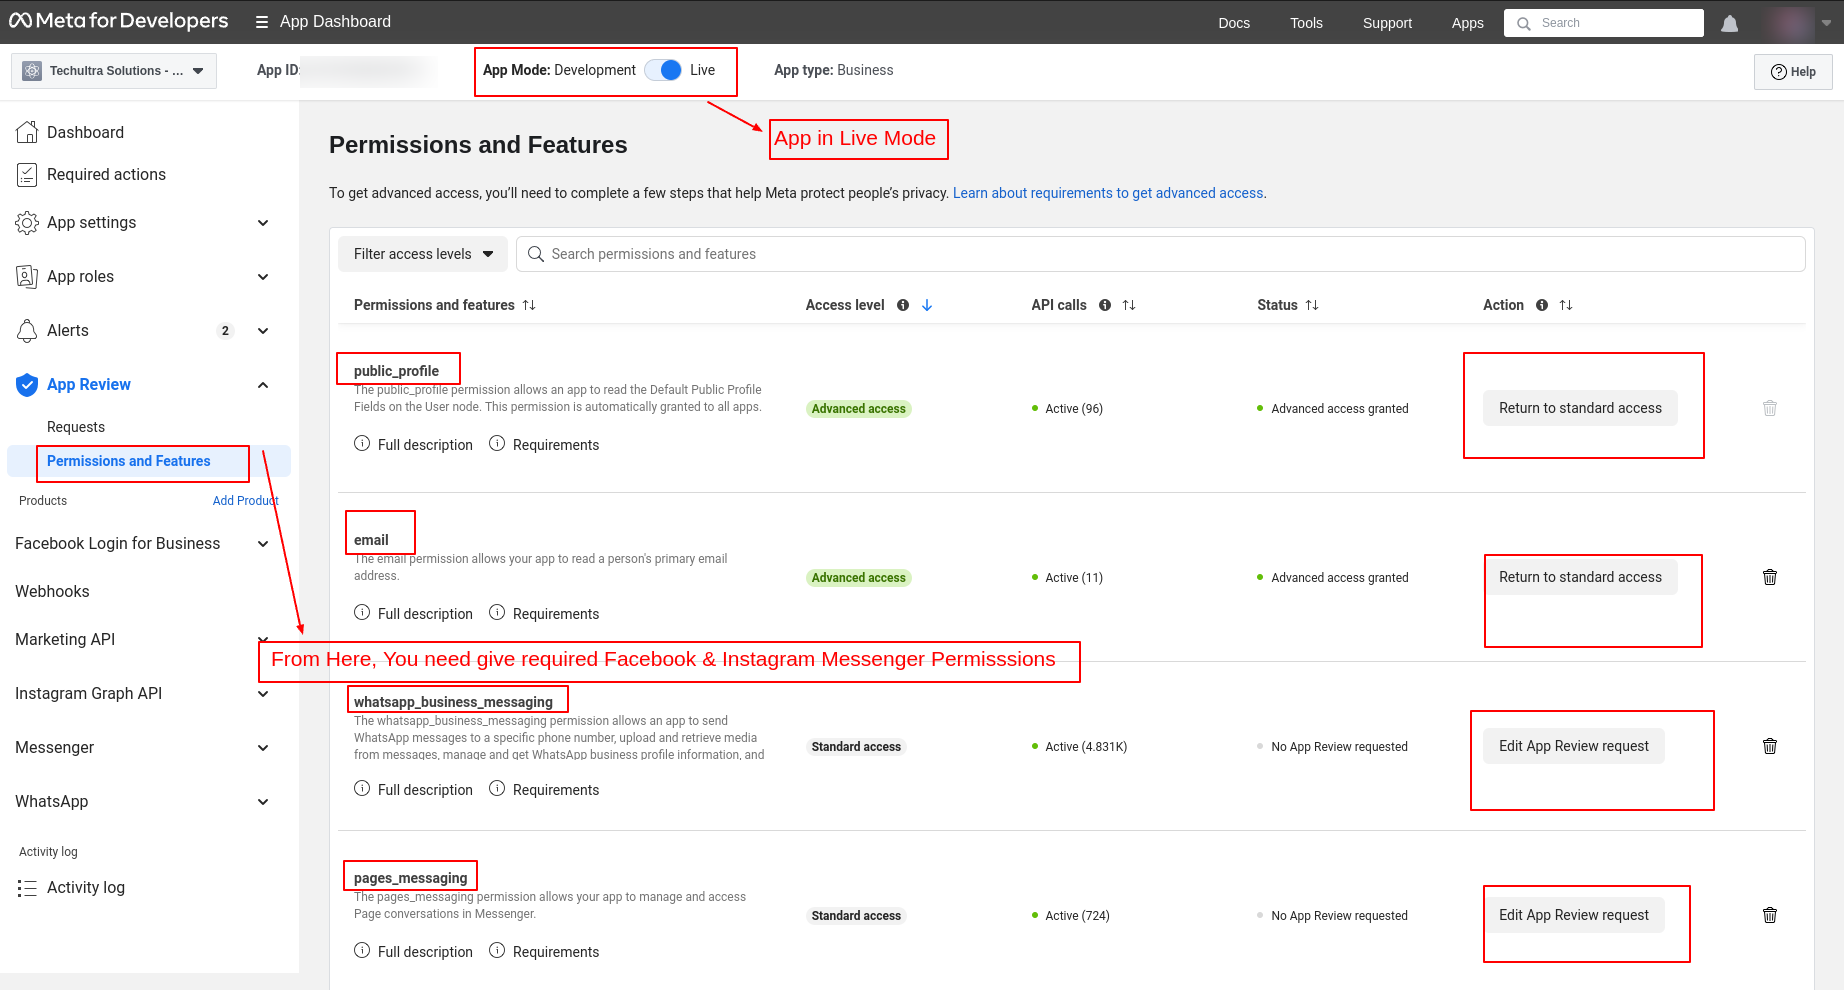 Meta for Developers
App Dashboard
Docs
Tools
Support
Apps
Search
Techultra Solutions - ...
App ID:
App Mode: Development
Live
App type: Business
Help
App in Live Mode
Dashboard
Required actions
App settings
App roles
Alerts
2
App Review
Requests
Permissions and Features
Products
Add Product
Facebook Login for Business
Webhooks
Marketing API
Instagram Graph API
Messenger
WhatsApp
Activity log
Activity log
Permissions and Features
To get advanced access, you’ll need to complete a few steps that help Meta protect people’s privacy. Learn about requirements to get advanced access.
Filter access levels
Search permissions and features
Permissions and features
Access level
API calls
Status
Action
public_profile
The public_profile permission allows an app to read the Default Public Profile
Fields on the User node. This permission is automatically granted to all apps.
Full description
Requirements
Advanced access
Active (96)
Advanced access granted
Return to standard access
email
The email permission allows your app to read a person's primary email
address.
Full description
Requirements
Advanced access
Active (11)
Advanced access granted
Return to standard access
From Here, You need give required Facebook & Instagram Messenger Permisssions
whatsapp_business_messaging
The whatsapp_business_messaging permission allows an app to send
WhatsApp messages to a specific phone number, upload and retrieve media
from messages, manage and get WhatsApp business profile information, and
Full description
Requirements
Standard access
Active (4.831K)
No App Review requested
Edit App Review request
pages_messaging
The pages_messaging permission allows your app to manage and access
Page conversations in Messenger.
Full description
Requirements
Standard access
Active (724)
No App Review requested
Edit App Review request